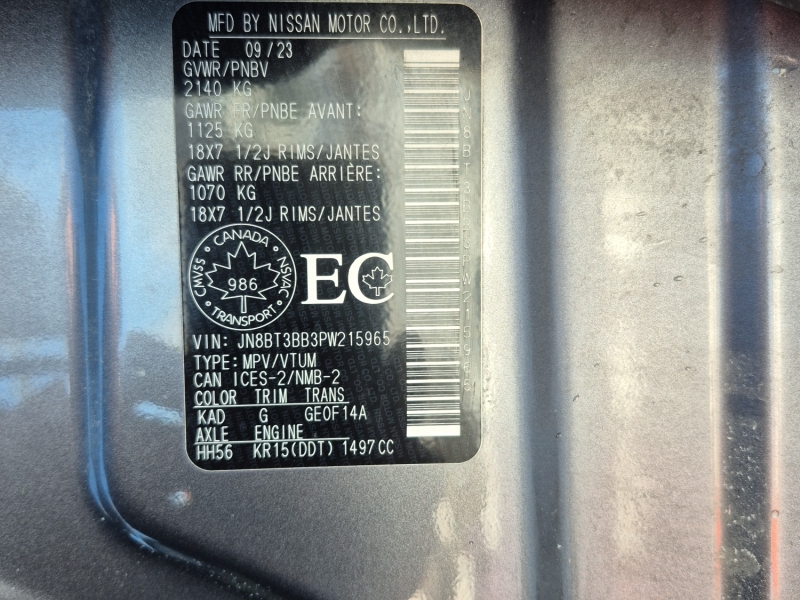 MFD BY NISSAN MOTOR CO.,LTD.
DATE 09/23
GVWR/PNBV
2140 KG
GAWR FR/PNBE AVANT:
1125 KG
18X7 1/2J RIMS/JANTES
GAWR RR/PNBE ARRIÈRE:
1070 KG
18X7 1/2J RIMS/JANTES
CANADA
CMVSS 986 NSVAC
TRANSPORT
EC
VIN: JN8BT3BB3PW215965
TYPE: MPV/VTUM
CAN ICES-2/NMB-2
COLOR TRIM TRANS
KAD G GE0F14A
AXLE ENGINE
HH56 KR15(DDT) 1497CC
JN8BT3BB3PW215965